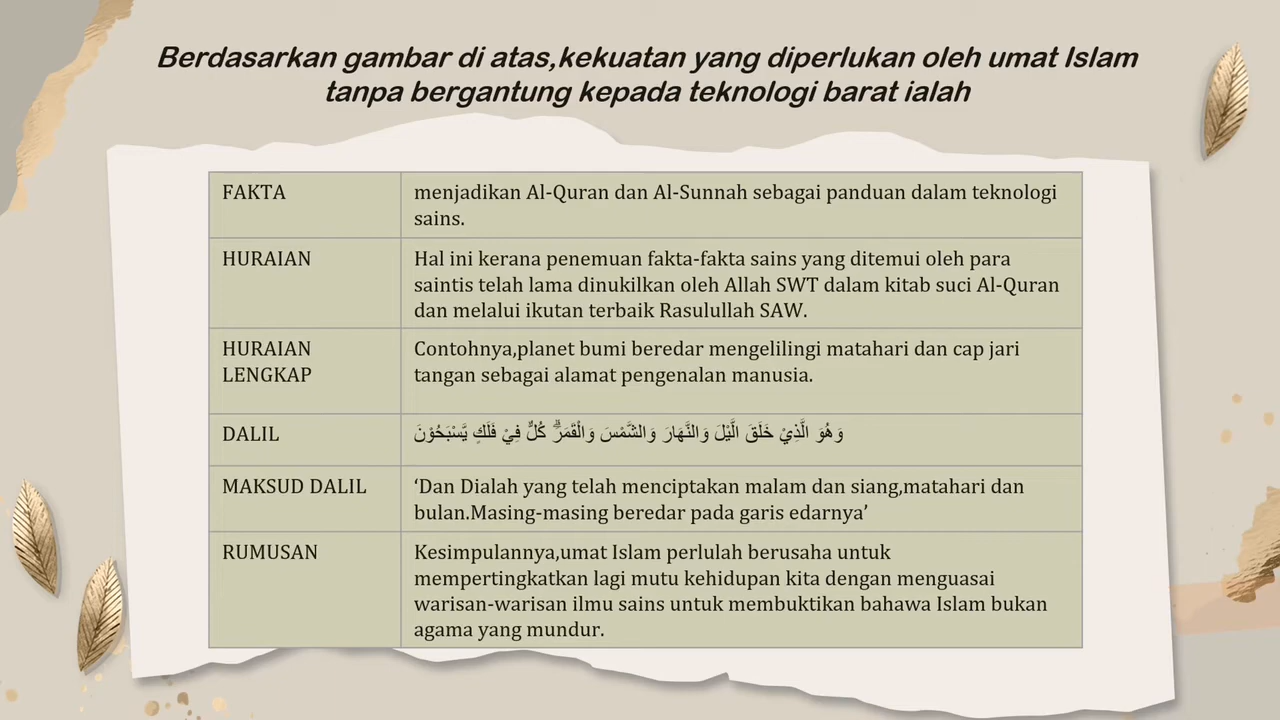 Berdasarkan gambar di atas,kekuatan yang diperlukan oleh umat Islam
tanpa bergantung kepada teknologi barat ialah
FAKTA
menjadikan Al-Quran dan Al-Sunnah sebagai panduan dalam teknologi
sains.
HURAIAN
Hal ini kerana penemuan fakta-fakta sains yang ditemui oleh para
saintis telah lama dinukilkan oleh Allah SWT dalam kitab suci Al-Quran
dan melalui ikutan terbaik Rasulullah SAW.
HURAIAN
LENGKAP
Contohnya,planet bumi beredar mengelilingi matahari dan cap jari
tangan sebagai alamat pengenalan manusia.
DALIL
وَهُوَ الَّذِيْ خَلَقَ الَّيْلَ وَالنَّهَارَ وَالشَّمْسَ وَالْقَمَرَۗ كُلٌّ فِيْ فَلَكٍ يَّسْبَحُوْنَ
MAKSUD DALIL
‘Dan Dialah yang telah menciptakan malam dan siang,matahari dan
bulan.Masing-masing beredar pada garis edarnya’
RUMUSAN
Kesimpulannya,umat Islam perlulah berusaha untuk
mempertingkatkan lagi mutu kehidupan kita dengan menguasai
warisan-warisan ilmu sains untuk membuktikan bahawa Islam bukan
agama yang mundur.